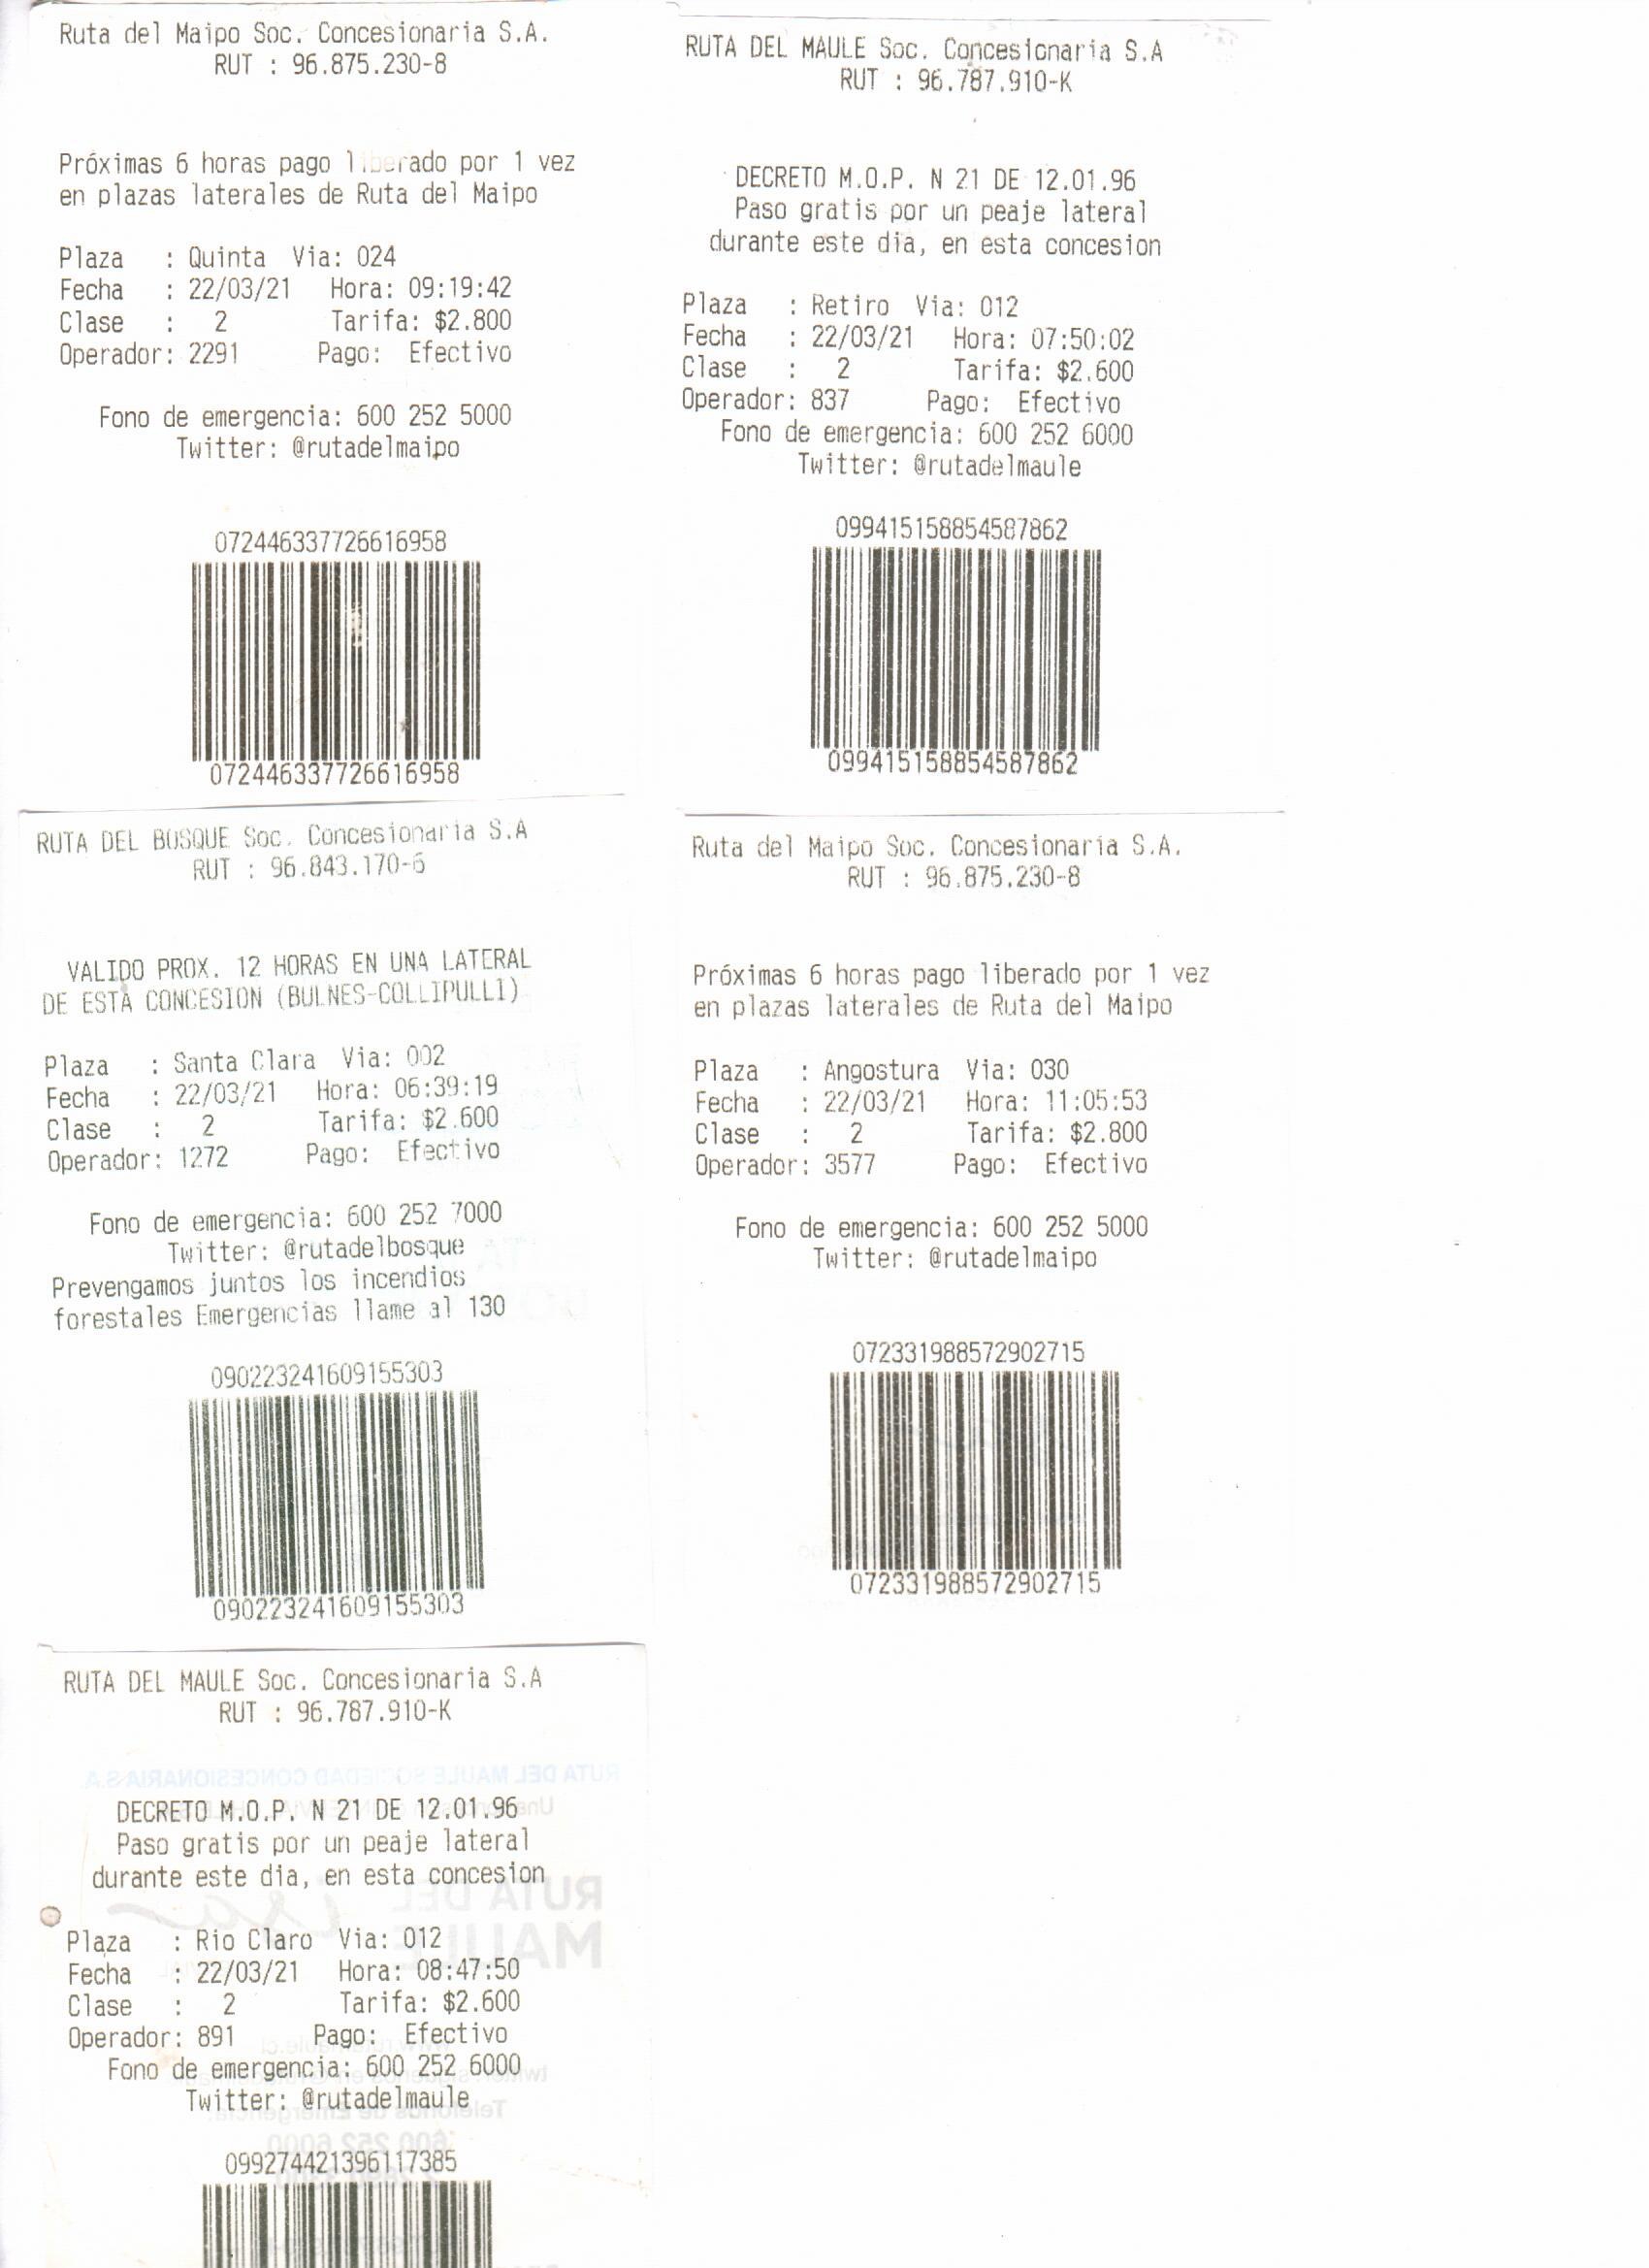 Ruta del Maipo Soc. Concesionaria S.A.
RUT : 96.875.230-8
Próximas 6 horas pago liberado por 1 vez
en plazas laterales de Ruta del Maipo
Plaza : Quinta Via: 024
Fecha : 22/03/21 Hora: 09:19:42
Clase : 2 Tarifa: $2.800
Operador: 2291 Pago: Efectivo
Fono de emergencia: 600 252 5000
Twitter: @rutadelmaipo
072446337726616958
072446337726616958
RUTA DEL MAULE Soc. Concesionaria S.A
RUT : 96.787.910-K
DECRETO M.O.P. N 21 DE 12.01.96
Paso gratis por un peaje lateral
durante este dia, en esta concesion
Plaza : Retiro Via: 012
Fecha : 22/03/21 Hora: 07:50:02
Clase : 2 Tarifa: $2.600
Operador: 837 Pago: Efectivo
Fono de emergencia: 600 252 6000
Twitter: @rutadelmaule
099415158854587862
099415158854587862
RUTA DEL BOSQUE Soc. Concesionaria S.A
RUT : 96.843.170-6
VALIDO PROX. 12 HORAS EN UNA LATERAL
DE ESTA CONCESION (BULNES-COLLIPULLI)
Plaza : Santa Clara Via: 002
Fecha : 22/03/21 Hora: 06:39:19
Clase : 2 Tarifa: $2.600
Operador: 1272 Pago: Efectivo
Fono de emergencia: 600 252 7000
Twitter: @rutadelbosque
Prevengamos juntos los incendios
forestales Emergencias llame al 130
090223241609155303
090223241609155303
Ruta del Maipo Soc. Concesionaria S.A.
RUT : 96.875.230-8
Próximas 6 horas pago liberado por 1 vez
en plazas laterales de Ruta del Maipo
Plaza : Angostura Via: 030
Fecha : 22/03/21 Hora: 11:05:53
Clase : 2 Tarifa: $2.800
Operador: 3577 Pago: Efectivo
Fono de emergencia: 600 252 5000
Twitter: @rutadelmaipo
072331988572902715
072331988572902715
RUTA DEL MAULE Soc. Concesionaria S.A
RUT : 96.787.910-K
DECRETO M.O.P. N 21 DE 12.01.96
Paso gratis por un peaje lateral
durante este dia, en esta concesion
Plaza : Rio Claro Via: 012
Fecha : 22/03/21 Hora: 08:47:50
Clase : 2 Tarifa: $2.600
Operador: 891 Pago: Efectivo
Fono de emergencia: 600 252 6000
Twitter: @rutadelmaule
099274421396117385